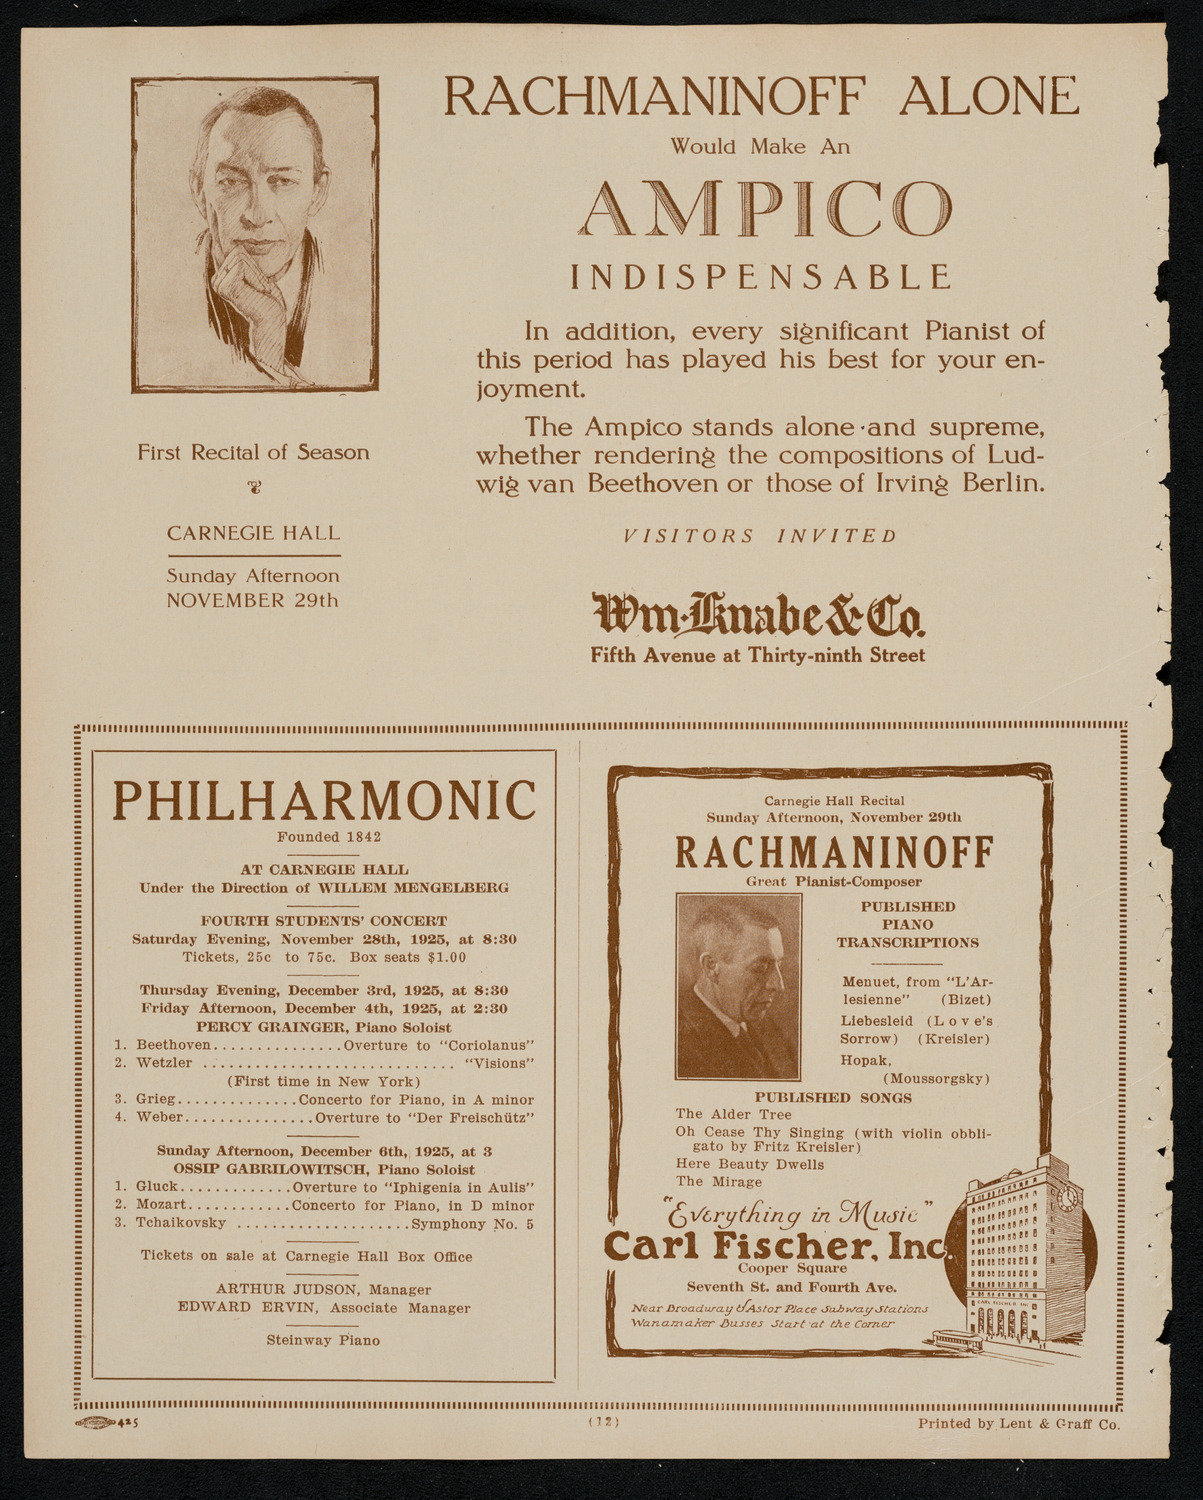 RACHMANINOFF ALONE
Would Make An
AMPICO
INDISPENSABLE
In addition, every significant Pianist of
this period has played his best for your en-
joyment.
The Ampico stands alone and supreme,
whether rendering the compositions of Lud-
wig van Beethoven or those of Irving Berlin.
VISITORS INVITED
Wm. Knabe & Co.
Fifth Avenue at Thirty-ninth Street
First Recital of Season
CARNEGIE HALL
Sunday Afternoon
NOVEMBER 29th
PHILHARMONIC
Founded 1842
AT CARNEGIE HALL
Under the Direction of WILLEM MENGELBERG
FOURTH STUDENTS' CONCERT
Saturday Evening, November 28th, 1925, at 8:30
Tickets, 25c to 75c. Box seats $1.00
Thursday Evening, December 3rd, 1925, at 8:30
Friday Afternoon, December 4th, 1925, at 2:30
PERCY GRAINGER, Piano Soloist
1. Beethoven...............Overture to "Coriolanus"
2. Wetzler ............................ "Visions"
(First time in New York)
3. Grieg..............Concerto for Piano, in A minor
4. Weber...............Overture to "Der Freischütz"
Sunday Afternoon, December 6th, 1925, at 3
OSSIP GABRILOWITSCH, Piano Soloist
1. Gluck.............Overture to "Iphigenia in Aulis"
2. Mozart............Concerto for Piano, in D minor
3. Tchaikovsky ....................Symphony No. 5
Tickets on sale at Carnegie Hall Box Office
ARTHUR JUDSON, Manager
EDWARD ERVIN, Associate Manager
Steinway Piano
Carnegie Hall Recital
Sunday Afternoon, November 29th
RACHMANINOFF
Great Pianist-Composer
PUBLISHED
PIANO
TRANSCRIPTIONS
Menuet, from "L'Ar-
lesienne" (Bizet)
Liebesleid (Love's
Sorrow) (Kreisler)
Hopak,
(Moussorgsky)
PUBLISHED SONGS
The Alder Tree
Oh Cease Thy Singing (with violin obbli-
gato by Fritz Kreisler)
Here Beauty Dwells
The Mirage
"Everything in Music"
Carl Fischer, Inc.
Cooper Square
Seventh St. and Fourth Ave.
Near Broadway & Astor Place Subway Stations
Wanamaker Busses Start at the Corner
CARL FISCHER INC
425
(12)
Printed by Lent & Graff Co.